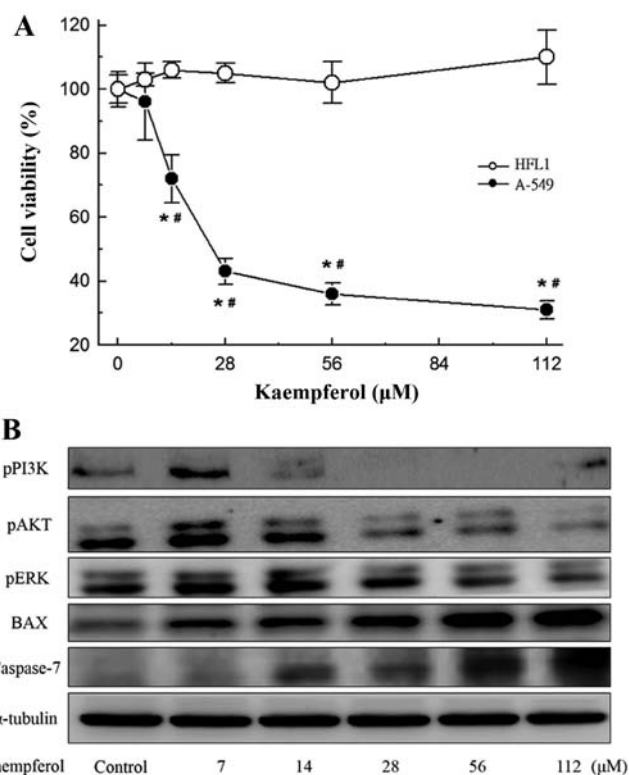 A
120
100
80
60
40
20
Cell viability (%)
HFL1
A-549
* #
* #
* #
* #
0 28 56 84 112
Kaempferol (μM)
B
pPI3K
pAKT
pERK
BAX
aspase-7
-tubulin
aempferol Control 7 14 28 56 112 (μM)